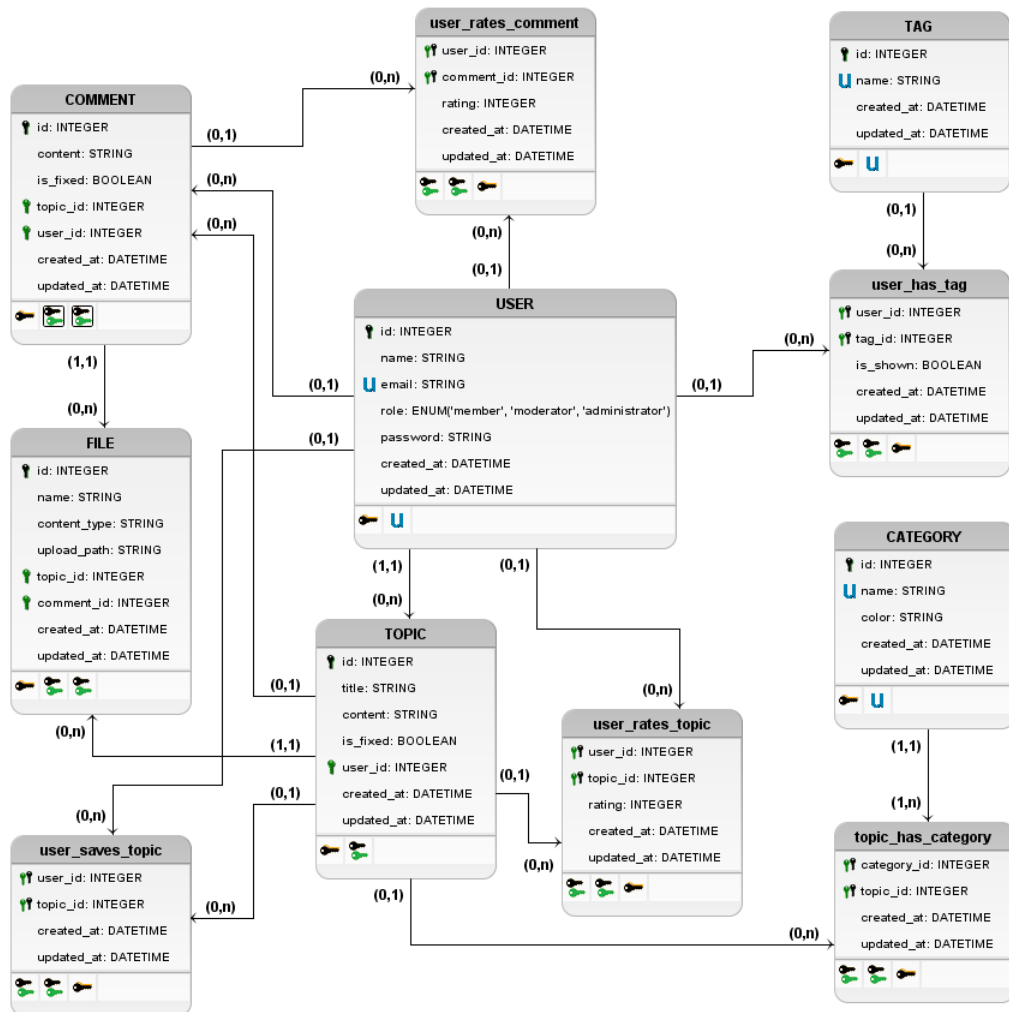 user_rates_comment
user_id: INTEGER
comment_id: INTEGER
rating: INTEGER
created_at: DATETIME
updated_at: DATETIME
TAG
id: INTEGER
u name: STRING
created_at: DATETIME
updated_at: DATETIME
u
COMMENT
id: INTEGER
content: STRING
is_fixed: BOOLEAN
topic_id: INTEGER
user_id: INTEGER
created_at: DATETIME
updated_at: DATETIME
(0,n)
(0,1)
(0,n)
(0,n)
(0,n)
(0,1)
(0,1)
(0,n)
USER
id: INTEGER
name: STRING
u email: STRING
role: ENUM('member', 'moderator', 'administrator')
password: STRING
created_at: DATETIME
updated_at: DATETIME
u
user_has_tag
user_id: INTEGER
tag_id: INTEGER
is_shown: BOOLEAN
created_at: DATETIME
updated_at: DATETIME
(1,1)
(0,n)
(0,1)
(0,1)
(0,1)
(0,n)
FILE
id: INTEGER
name: STRING
content_type: STRING
upload_path: STRING
topic_id: INTEGER
comment_id: INTEGER
created_at: DATETIME
updated_at: DATETIME
CATEGORY
id: INTEGER
u name: STRING
color: STRING
created_at: DATETIME
updated_at: DATETIME
u
(1,1)
(0,n)
(0,1)
(0,n)
TOPIC
id: INTEGER
title: STRING
content: STRING
is_fixed: BOOLEAN
user_id: INTEGER
created_at: DATETIME
updated_at: DATETIME
(0,1)
(0,n)
(1,1)
(0,1)
(0,n)
(0,n)
(0,1)
(0,n)
(0,1)
user_rates_topic
user_id: INTEGER
topic_id: INTEGER
rating: INTEGER
created_at: DATETIME
updated_at: DATETIME
(1,1)
(1,n)
user_saves_topic
user_id: INTEGER
topic_id: INTEGER
created_at: DATETIME
updated_at: DATETIME
topic_has_category
category_id: INTEGER
topic_id: INTEGER
created_at: DATETIME
updated_at: DATETIME
(0,n)